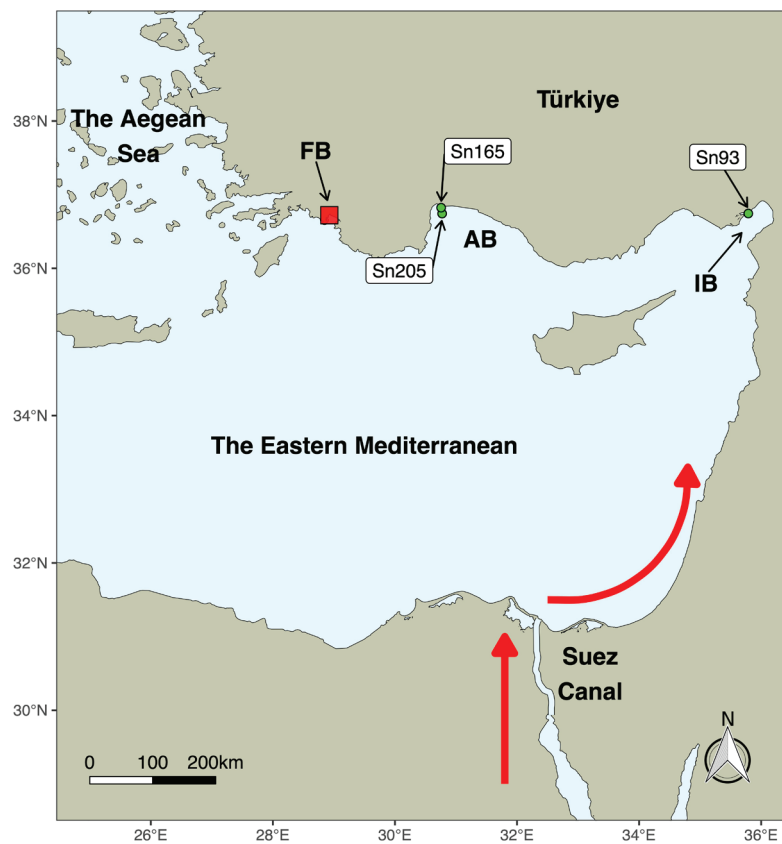 38°N
36°N
34°N
32°N
30°N
The Aegean
Sea
Türkiye
FB
Sn165
Sn93
AB
Sn205
IB
The Eastern Mediterranean
Suez
Canal
N
0 100 200km
26°E 28°E 30°E 32°E 34°E 36°E